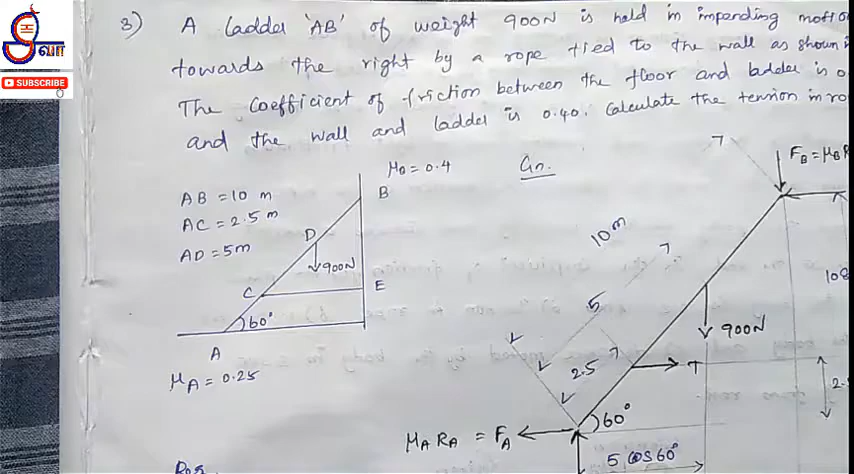 லா
SUBSCRIBE
3) A ladder 'AB' of weight 900N is held in impending
towards the right by a rope tied to the wall as shown
The coefficient of friction between the floor and ladder is
and the wall and ladder is 0.40. Calculate the tension in
μB = 0.4
Gn.
AB = 10 m
AC = 2.5 m
AD = 5m
B
D
900N
C
E
60°
A
μA = 0.25
FB = μB R
10m
5
2.5
900N
T
60°
μA RA = FA
5 cos 60°